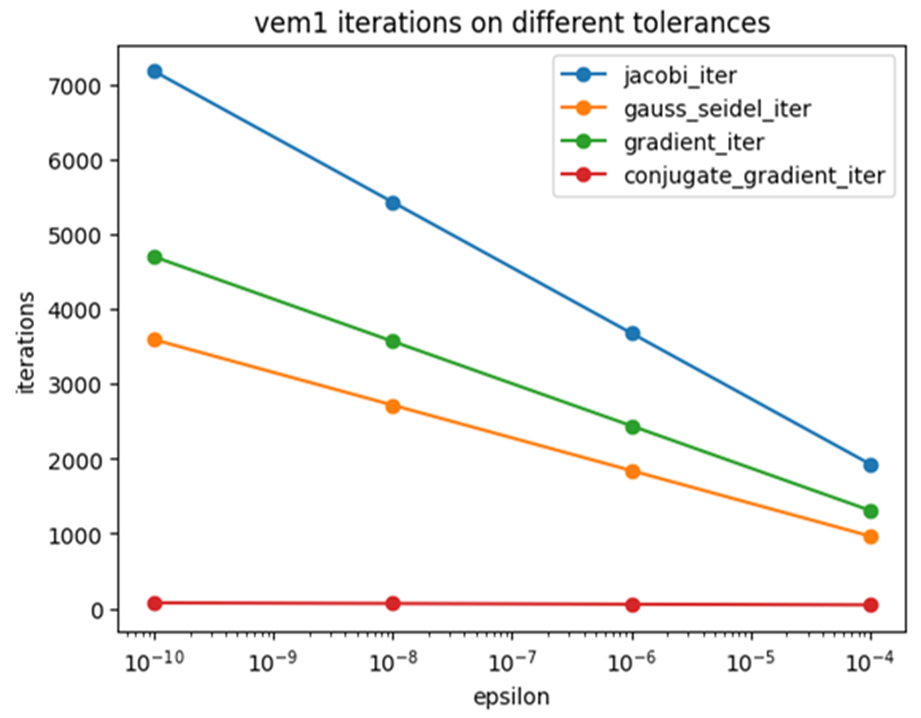 vem1 iterations on different tolerances
jacobi_iter
gauss_seidel_iter
gradient_iter
conjugate_gradient_iter
7000
6000
5000
4000
3000
2000
1000
0
iterations
10⁻¹⁰ 10⁻⁹ 10⁻⁸ 10⁻⁷ 10⁻⁶ 10⁻⁵ 10⁻⁴
epsilon